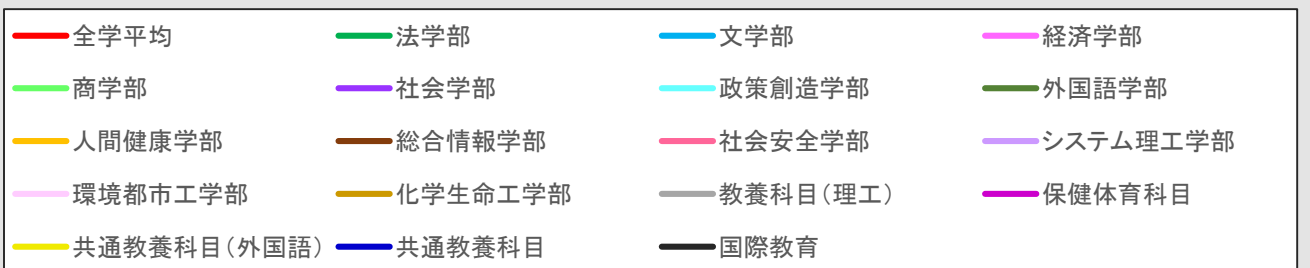 全学平均 法学部 文学部 経済学部
商学部 社会学部 政策創造学部 外国語学部
人間健康学部 総合情報学部 社会安全学部 システム理工学部
環境都市工学部 化学生命工学部 教養科目（理工） 保健体育科目
共通教養科目（外国語） 共通教養科目 国際教育